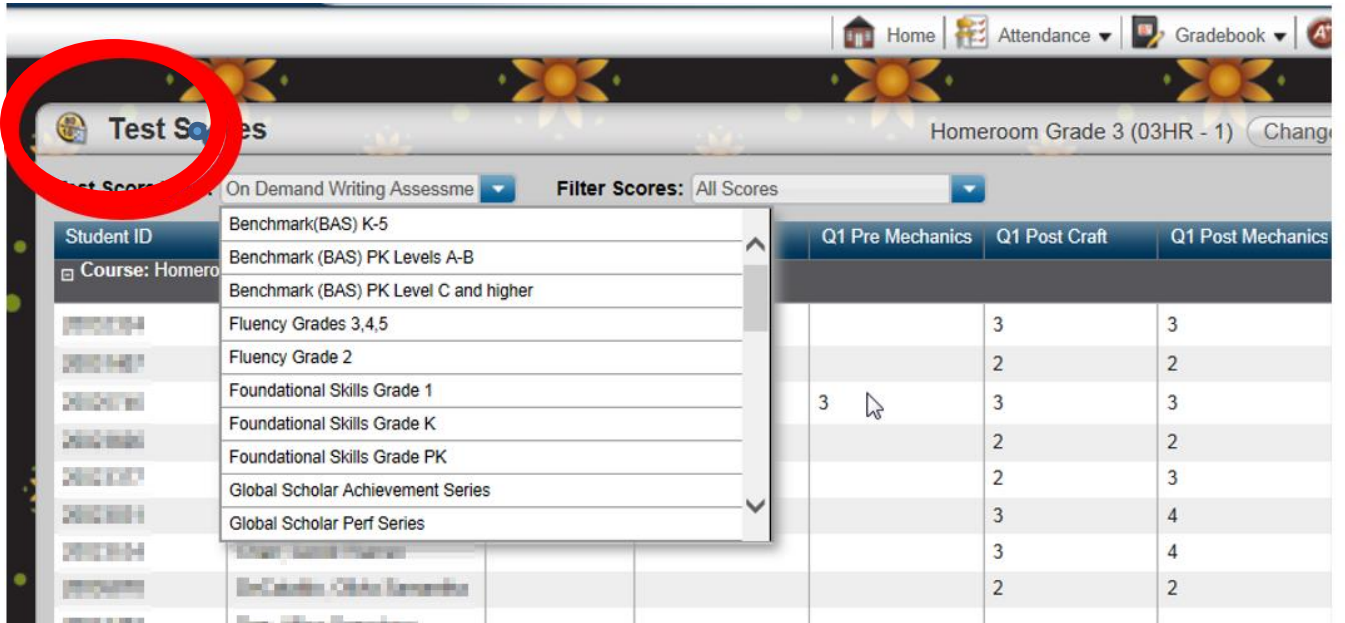 Home Attendance Gradebook
Test Scores
Homeroom Grade 3 (03HR - 1)
On Demand Writing Assessme Filter Scores: All Scores
Student ID Q1 Pre Mechanics Q1 Post Craft Q1 Post Mechanics
Course: Homero
Benchmark(BAS) K-5
Benchmark (BAS) PK Levels A-B
Benchmark (BAS) PK Level C and higher
Fluency Grades 3,4,5
Fluency Grade 2
Foundational Skills Grade 1
Foundational Skills Grade K
Foundational Skills Grade PK
Global Scholar Achievement Series
Global Scholar Perf Series
3 3
2 2
3 3 3
2 2
2 3
3 4
3 4
2 2